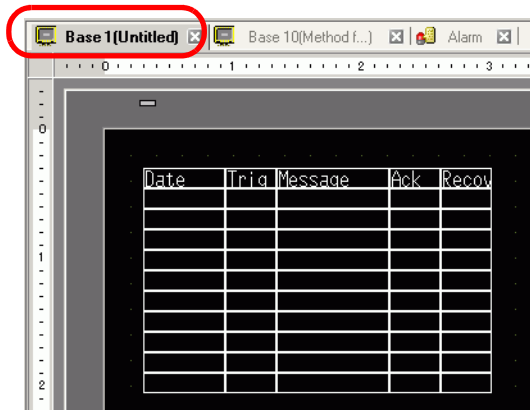 Base 1(Untitled) Base 10(Method f...) Alarm
0 1 2 3
Date Trig Message Ack Recov
0
1
2